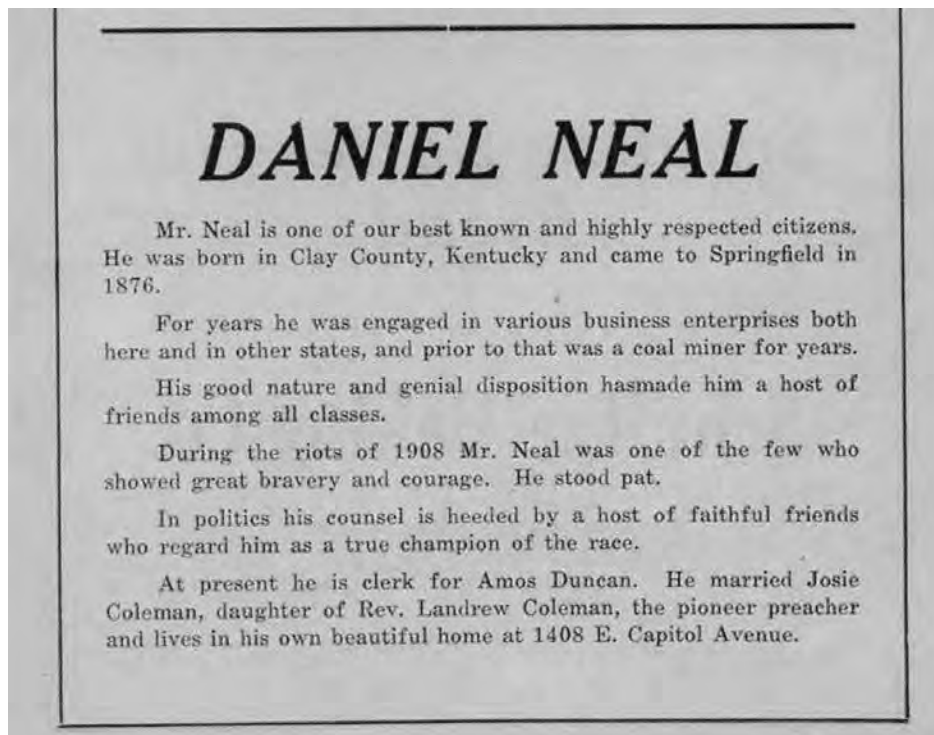 DANIEL NEAL
Mr. Neal is one of our best known and highly respected citizens.
He was born in Clay County, Kentucky and came to Springfield in
1876.
For years he was engaged in various business enterprises both
here and in other states, and prior to that was a coal miner for years.
His good nature and genial disposition hasmade him a host of
friends among all classes.
During the riots of 1908 Mr. Neal was one of the few who
showed great bravery and courage. He stood pat.
In politics his counsel is heeded by a host of faithful friends
who regard him as a true champion of the race.
At present he is clerk for Amos Duncan. He married Josie
Coleman, daughter of Rev. Landrew Coleman, the pioneer preacher
and lives in his own beautiful home at 1408 E. Capitol Avenue.